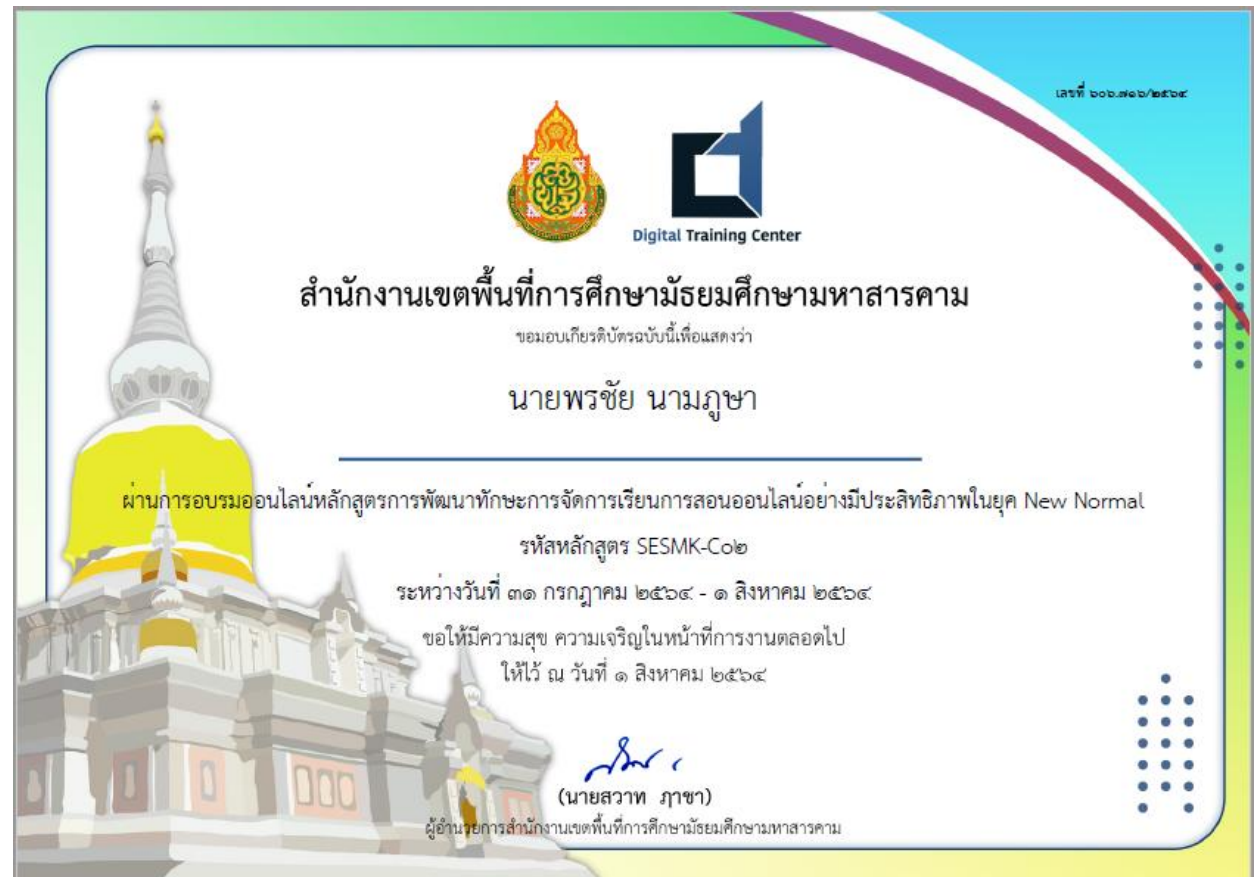 เลขที่ ๖๐๖.๗๑๖/๒๕๖๔
Digital Training Center
สำนักงานเขตพื้นที่การศึกษามัธยมศึกษามหาสารคาม
ขอมอบเกียรติบัตรฉบับนี้เพื่อแสดงว่า
นายพรชัย นามภูษา
ผ่านการอบรมออนไลน์หลักสูตรการพัฒนาทักษะการจัดการเรียนการสอนออนไลน์อย่างมีประสิทธิภาพในยุค New Normal
รหัสหลักสูตร SESMK-Co๒
ระหว่างวันที่ ๓๑ กรกฎาคม ๒๕๖๔ - ๑ สิงหาคม ๒๕๖๔
ขอให้มีความสุข ความเจริญในหน้าที่การงานตลอดไป
ให้ไว้ ณ วันที่ ๑ สิงหาคม ๒๕๖๔
(นายสวาท ภาษา)
ผู้อำนวยการสำนักงานเขตพื้นที่การศึกษามัธยมศึกษามหาสารคาม